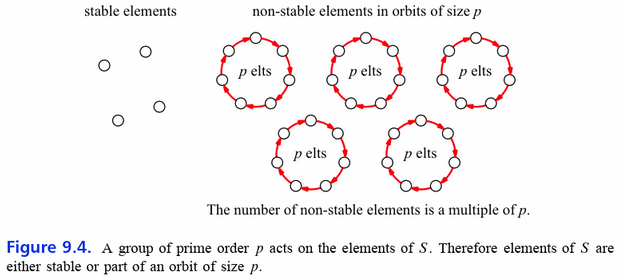 stable elements
non-stable elements in orbits of size p
p elts
p elts
p elts
p elts
p elts
The number of non-stable elements is a multiple of p.
Figure 9.4. A group of prime order p acts on the elements of S. Therefore elements of S are
either stable or part of an orbit of size p.